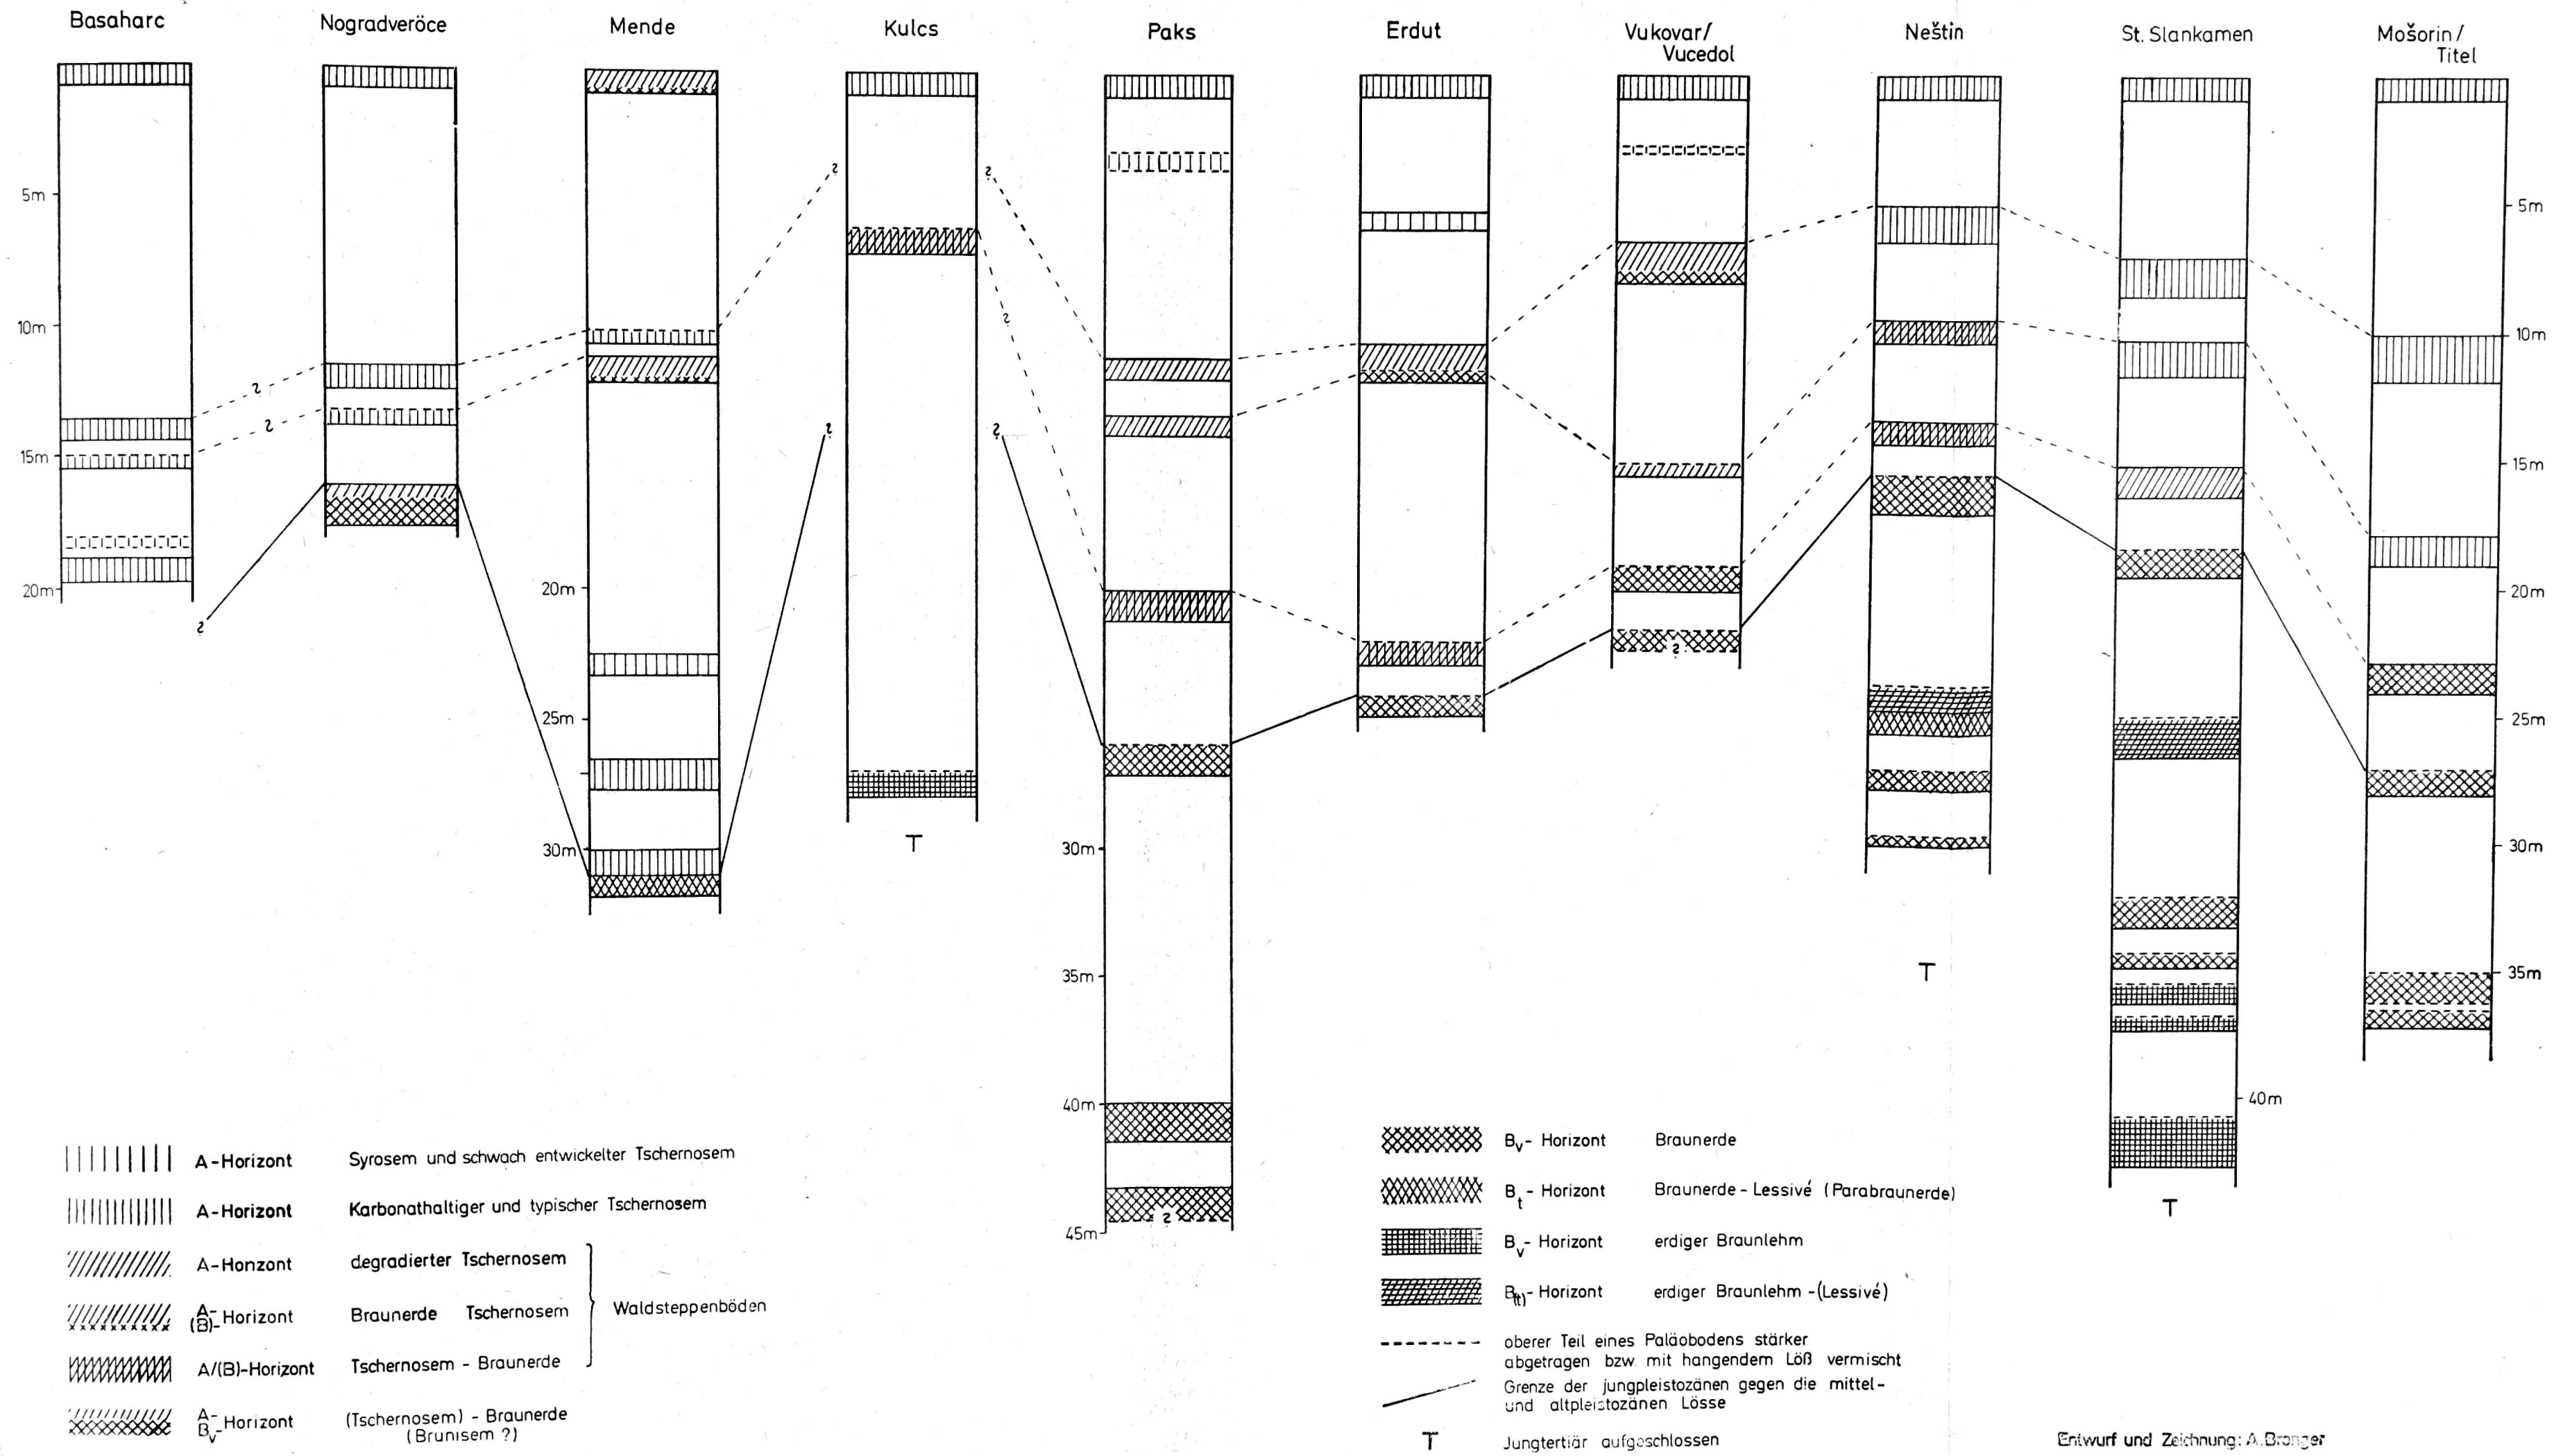 Basaharc
Nogradveröce
Mende
Kulcs
Paks
Erdut
Vukovar/
Vucedol
Neštin
St. Slankamen
Mošorin/
Titel
5m
10m
15m
20m
20m
25m
30m
30m
35m
40m
45m
5m
10m
15m
20m
25m
30m
35m
40m
?
?
?
?
?
?
?
?
?
?
T
T
T
A-Horizont Syrosem und schwach entwickelter Tschernosem
A-Horizont Karbonathaltiger und typischer Tschernosem
A-Honzont degradierter Tschernosem
A-(B)-Horizont Braunerde Tschernosem
Waldsteppenböden
A/(B)-Horizont Tschernosem - Braunerde
A-Bv-Horizont (Tschernosem) - Braunerde
(Brunisem ?)
Bv- Horizont Braunerde
Bt- Horizont Braunerde - Lessivé (Parabraunerde)
Bv- Horizont erdiger Braunlehm
B(t)- Horizont erdiger Braunlehm -(Lessivé)
oberer Teil eines Paläobodens stärker
abgetragen bzw. mit hangendem Löß vermischt
Grenze der jungpleistozänen gegen die mittel-
und altpleistozänen Lösse
T Jungtertiär aufgeschlossen
Entwurf und Zeichnung: A. Bronger